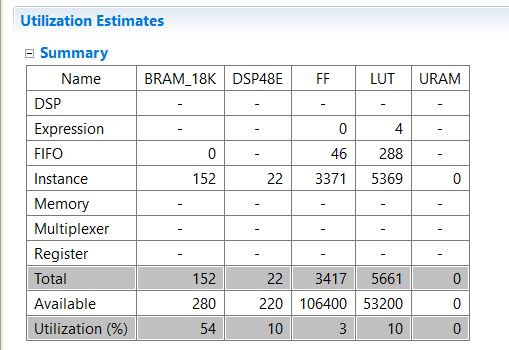 Utilization Estimates
Summary
Name BRAM_18K DSP48E FF LUT URAM
DSP - - - - -
Expression - - 0 4 -
FIFO 0 - 46 288 -
Instance 152 22 3371 5369 0
Memory - - - - -
Multiplexer - - - - -
Register - - - - -
Total 152 22 3417 5661 0
Available 280 220 106400 53200 0
Utilization (%) 54 10 3 10 0